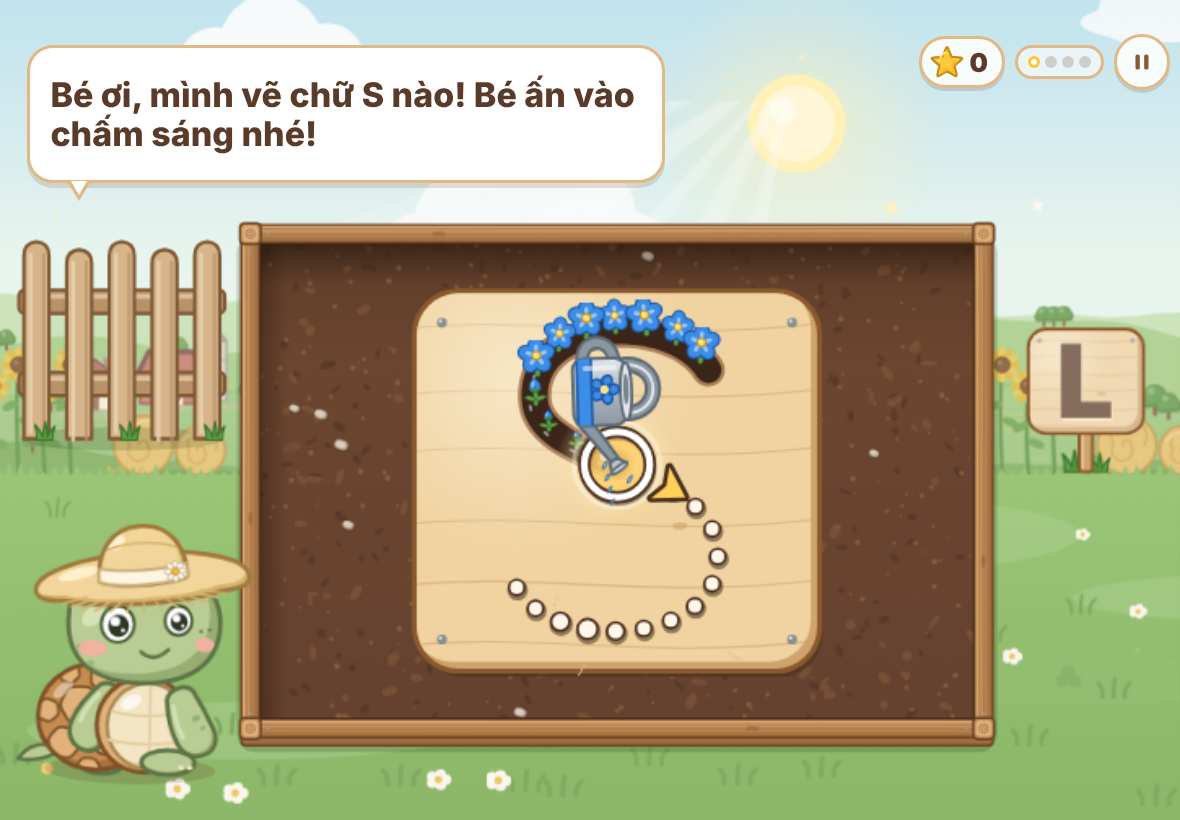 Bé ơi, mình vẽ chữ S nào! Bé ấn vào
chấm sáng nhé!
0
L